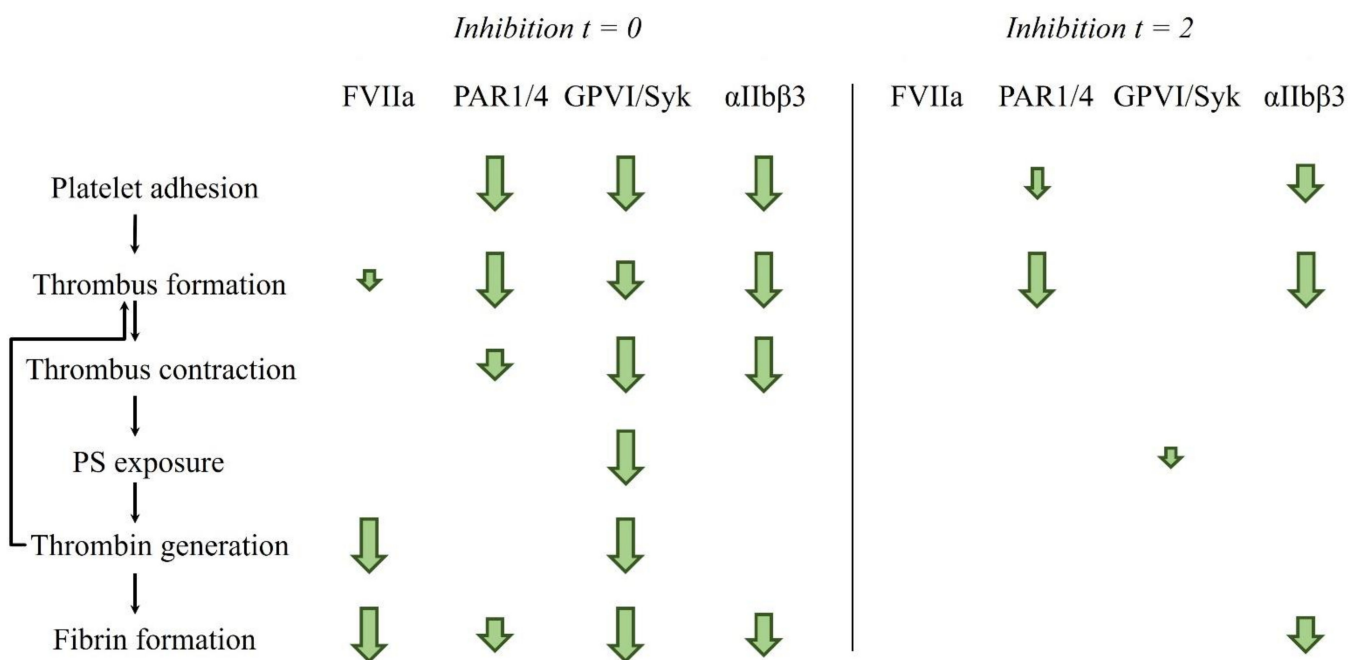 Inhibition t = 0 Inhibition t = 2
FVIIa PAR1/4 GPVI/Syk αIIbβ3 FVIIa PAR1/4 GPVI/Syk αIIbβ3
Platelet adhesion
Thrombus formation
Thrombus contraction
PS exposure
Thrombin generation
Fibrin formation